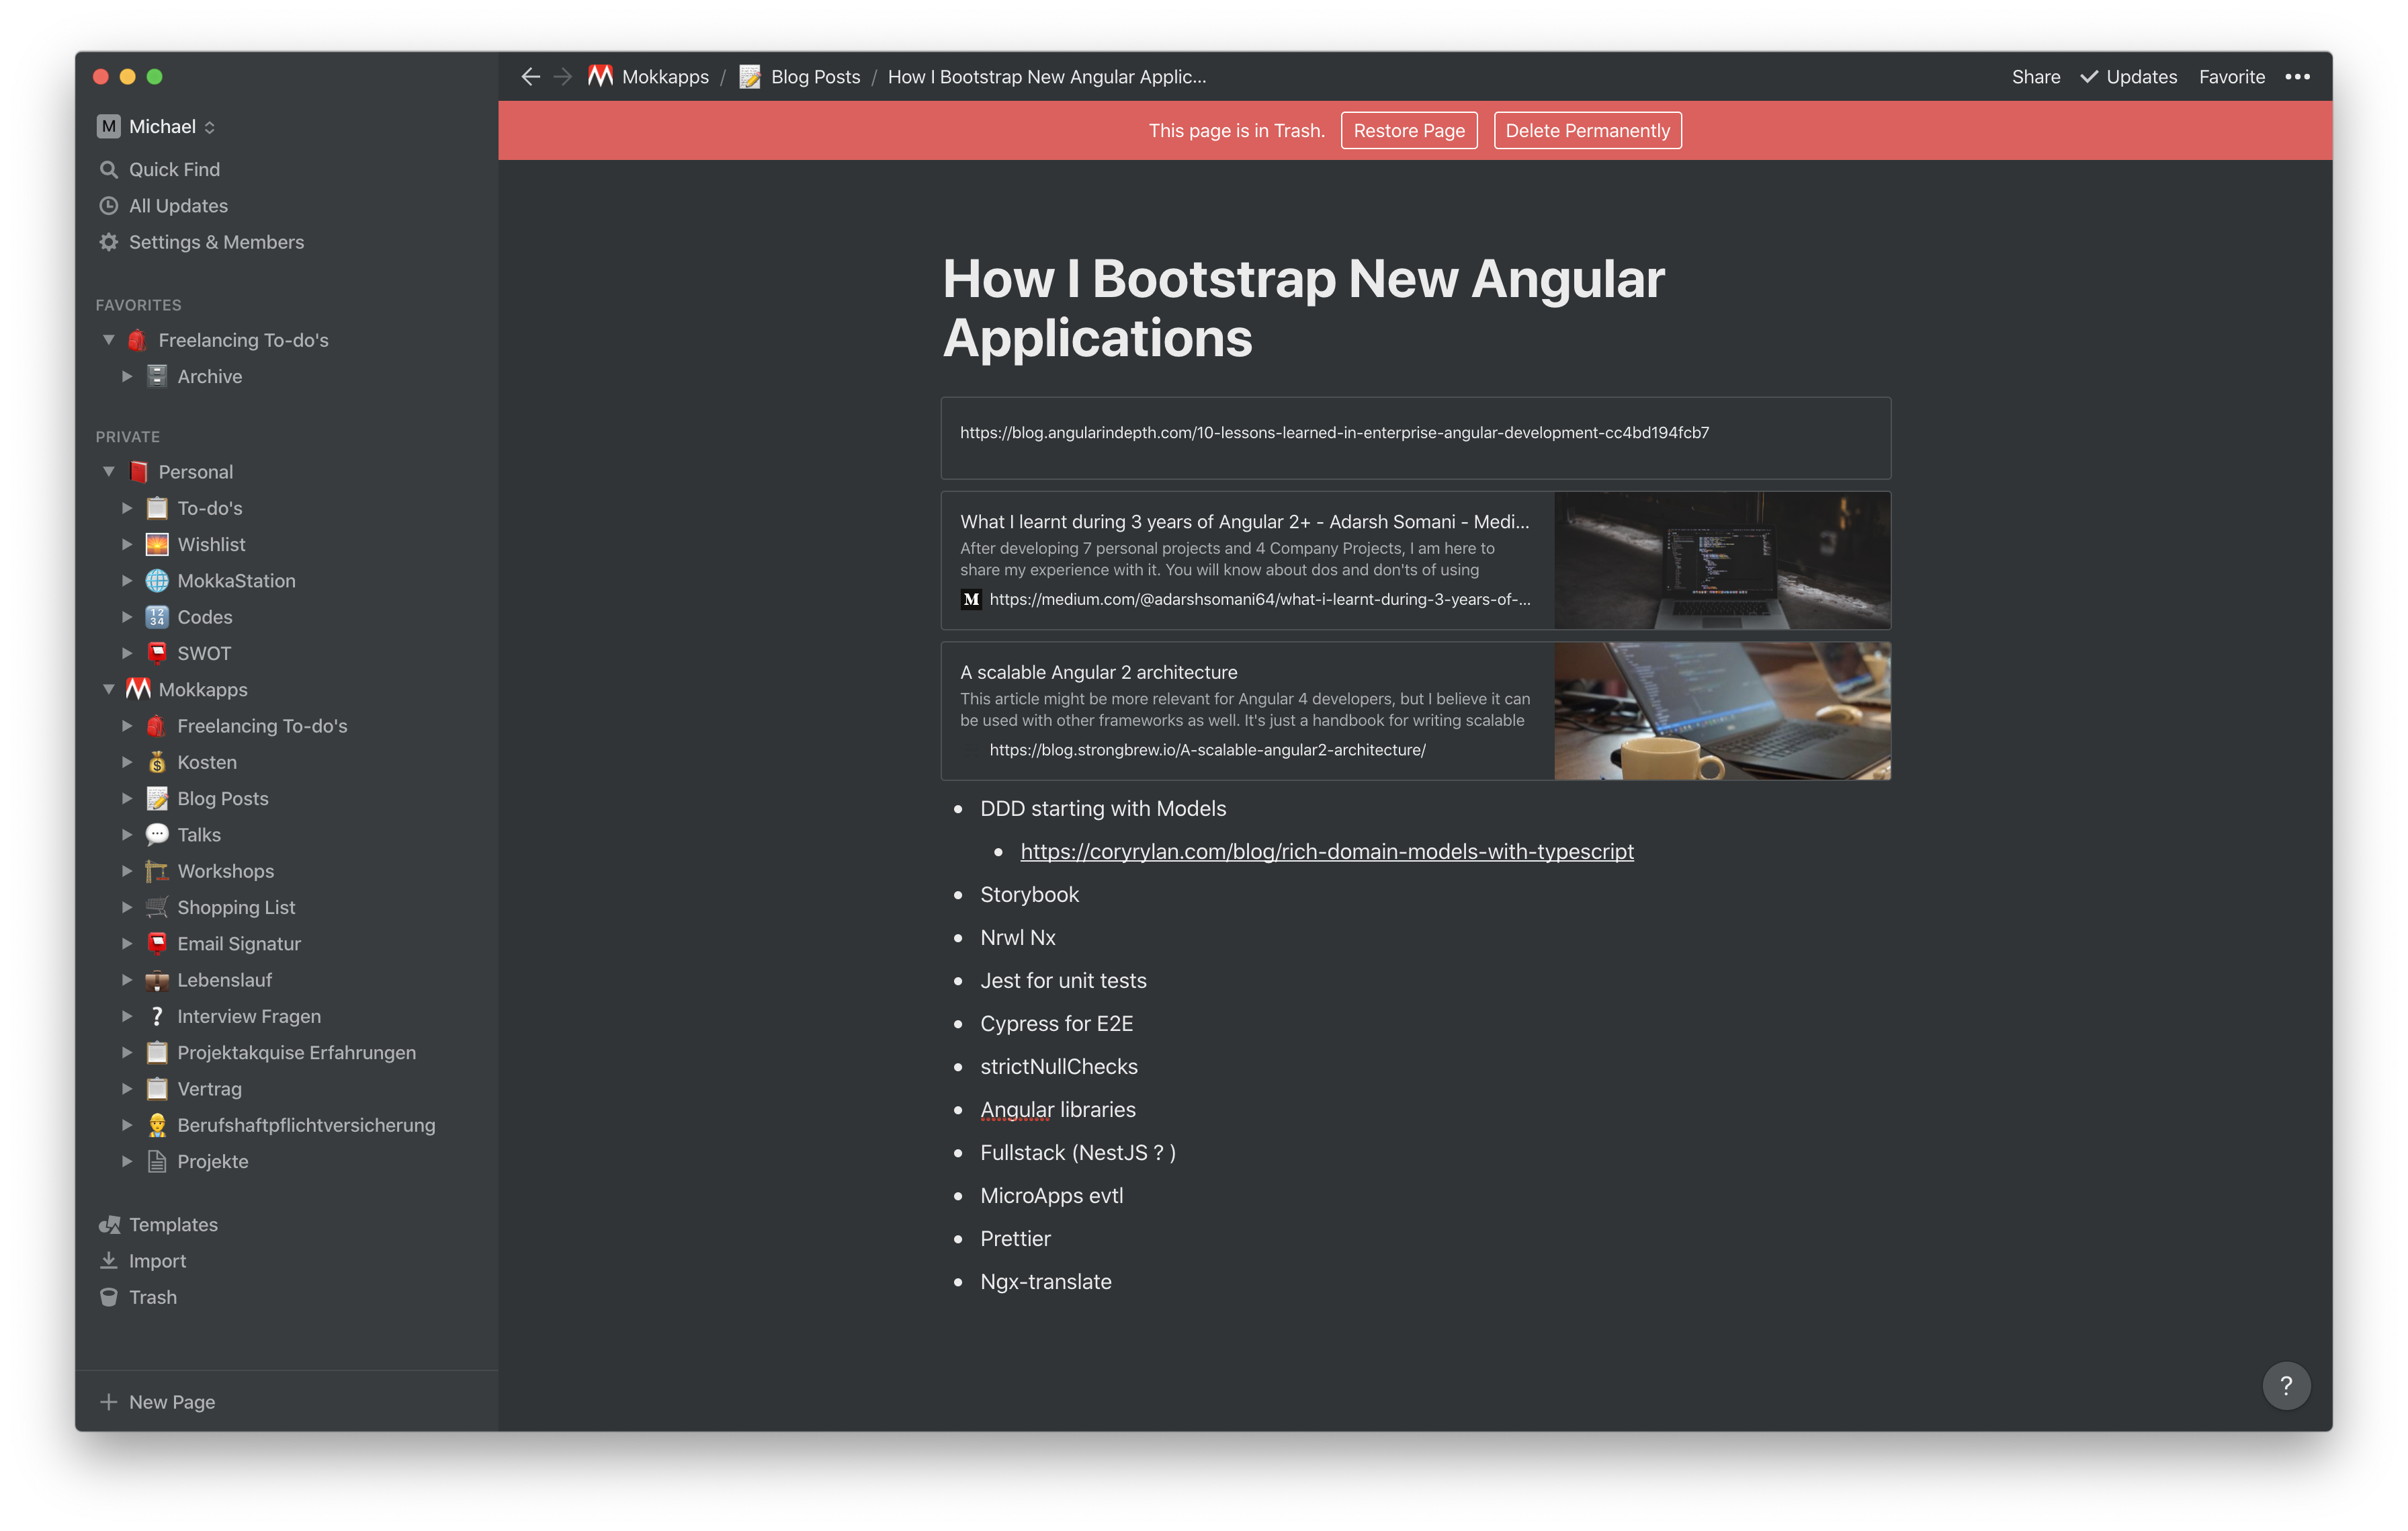 Mokkapps / Blog Posts / How I Bootstrap New Angular Applic...
Share Updates Favorite
M Michael
Quick Find
All Updates
Settings & Members
FAVORITES
Freelancing To-do's
Archive
PRIVATE
Personal
To-do's
Wishlist
MokkaStation
Codes
SWOT
Mokkapps
Freelancing To-do's
Kosten
Blog Posts
Talks
Workshops
Shopping List
Email Signatur
Lebenslauf
Interview Fragen
Projektakquise Erfahrungen
Vertrag
Berufshaftpflichtversicherung
Projekte
Templates
Import
Trash
New Page
This page is in Trash. Restore Page Delete Permanently
How I Bootstrap New Angular
Applications
https://blog.angularindepth.com/10-lessons-learned-in-enterprise-angular-development-cc4bd194fcb7
What I learnt during 3 years of Angular 2+ - Adarsh Somani - Medi...
After developing 7 personal projects and 4 Company Projects, I am here to
share my experience with it. You will know about dos and don'ts of using
M https://medium.com/@adarshsomani64/what-i-learnt-during-3-years-of-...
A scalable Angular 2 architecture
This article might be more relevant for Angular 4 developers, but I believe it can
be used with other frameworks as well. It's just a handbook for writing scalable
https://blog.strongbrew.io/A-scalable-angular2-architecture/
• DDD starting with Models
• https://coryrylan.com/blog/rich-domain-models-with-typescript
• Storybook
• Nrwl Nx
• Jest for unit tests
• Cypress for E2E
• strictNullChecks
• Angular libraries
• Fullstack (NestJS ? )
• MicroApps evtl
• Prettier
• Ngx-translate
?